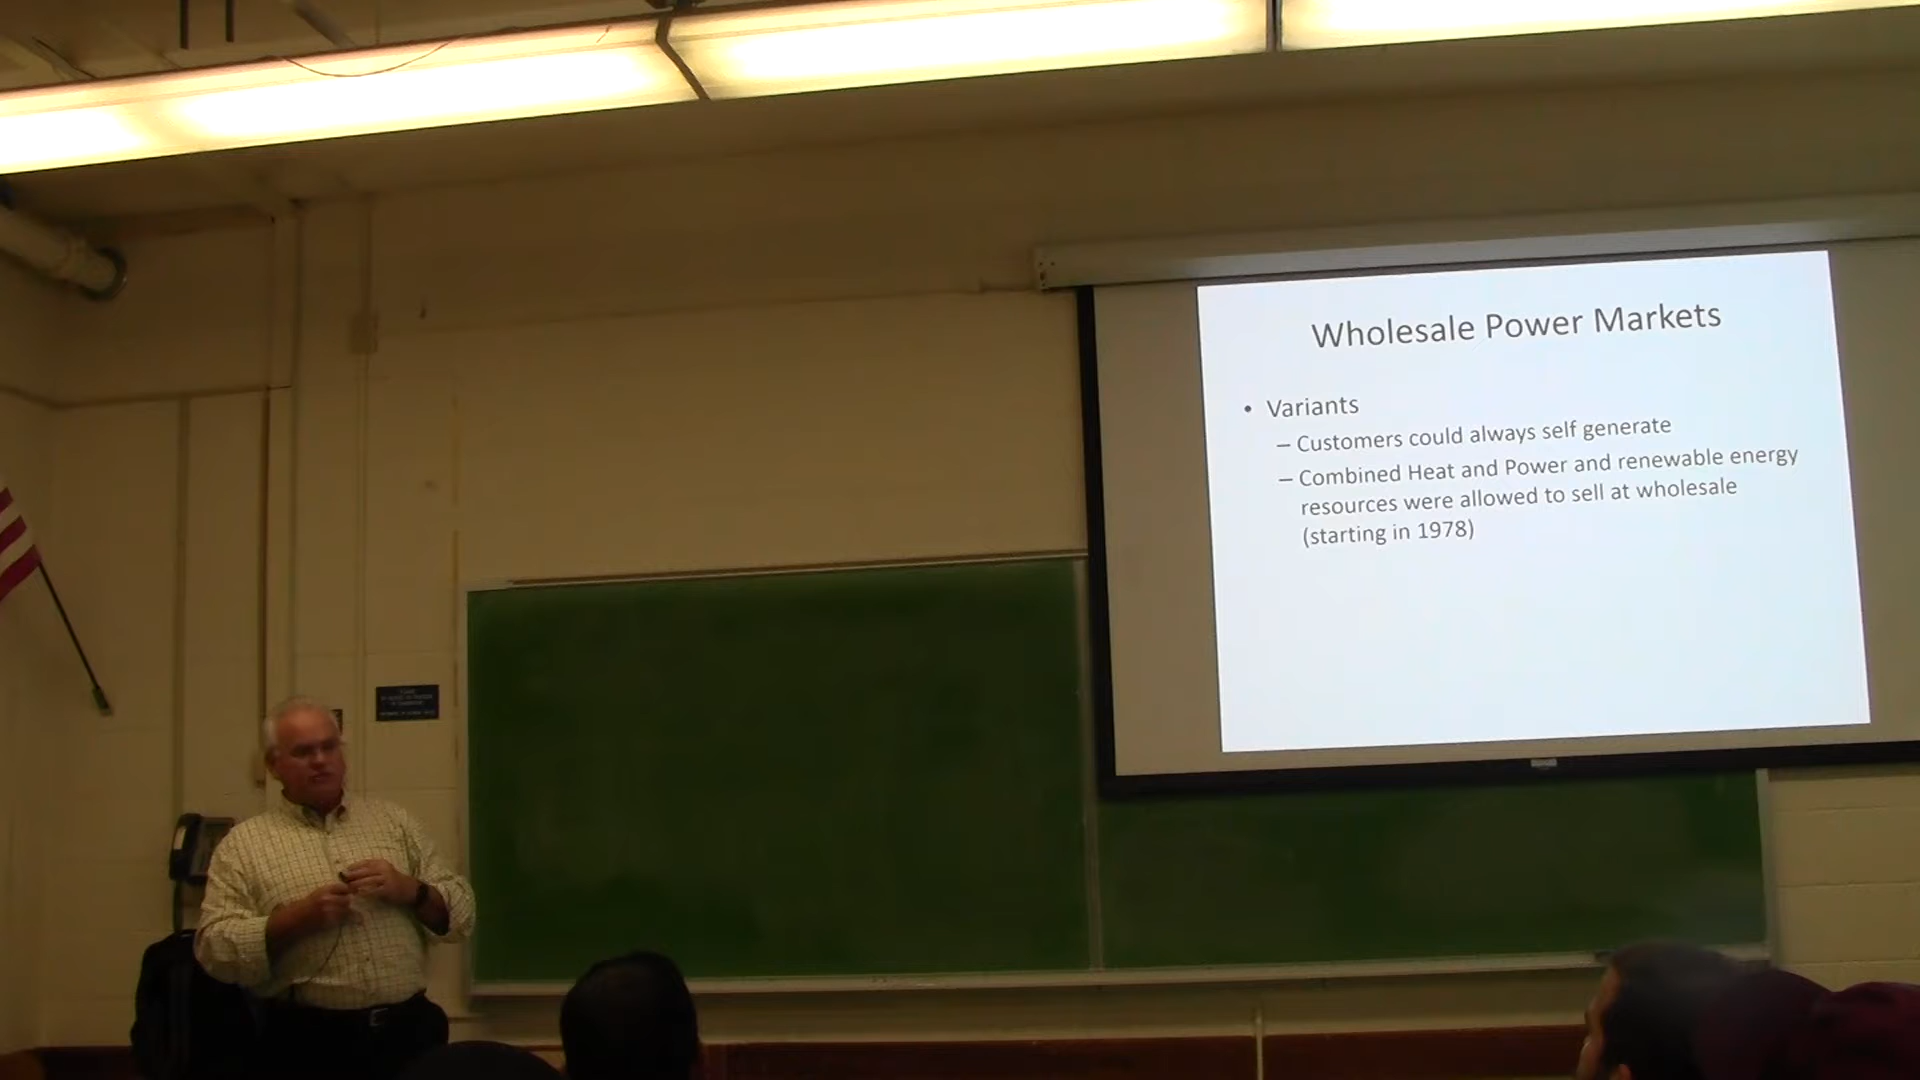 Wholesale Power Markets
• Variants
– Customers could always self generate
– Combined Heat and Power and renewable energy
resources were allowed to sell at wholesale
(starting in 1978)